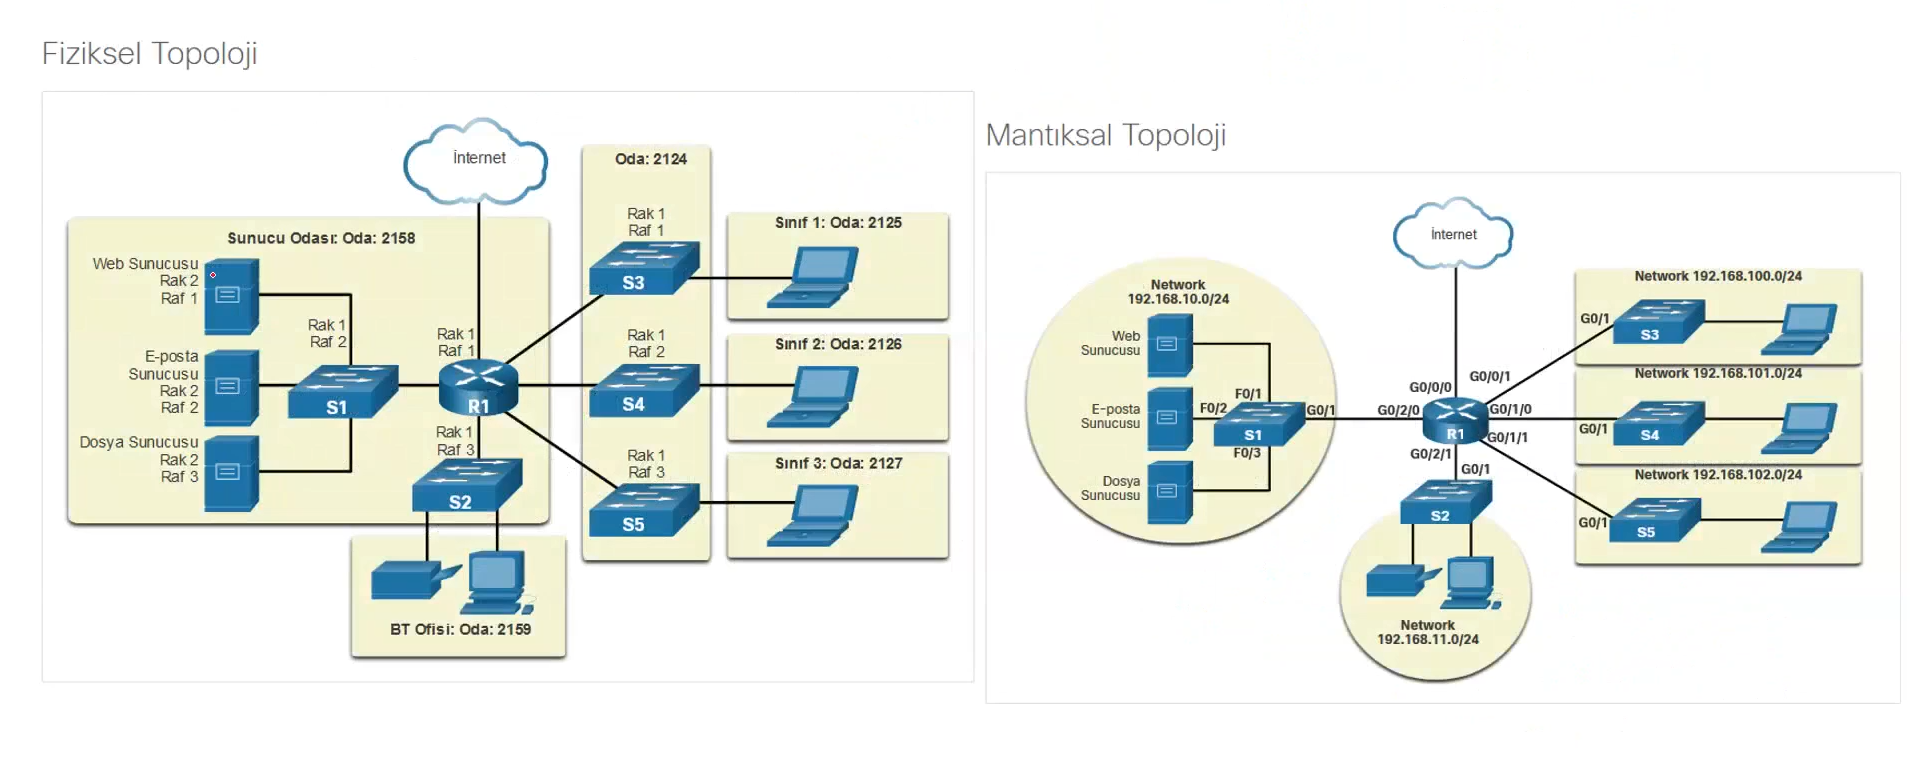 Fiziksel Topoloji
İnternet
Oda: 2124
Sunucu Odası: Oda: 2158
Web Sunucusu
Rak 2
Raf 1
E-posta
Sunucusu
Rak 2
Raf 2
Dosya Sunucusu
Rak 2
Raf 3
Rak 1
Raf 2
S1
Rak 1
Raf 1
R1
Rak 1
Raf 3
S2
Rak 1
Raf 1
S3
Rak 1
Raf 2
S4
Rak 1
Raf 3
S5
Sınıf 1: Oda: 2125
Sınıf 2: Oda: 2126
Sınıf 3: Oda: 2127
BT Ofisi: Oda: 2159
Mantıksal Topoloji
İnternet
Network
192.168.10.0/24
Web
Sunucusu
E-posta
Sunucusu
Dosya
Sunucusu
F0/1
F0/2
S1
F0/3
G0/1
G0/2/0
G0/0/0
G0/0/1
G0/1/0
R1
G0/1/1
G0/2/1
G0/1
S2
Network
192.168.11.0/24
Network 192.168.100.0/24
G0/1
S3
Network 192.168.101.0/24
G0/1
S4
Network 192.168.102.0/24
G0/1
S5